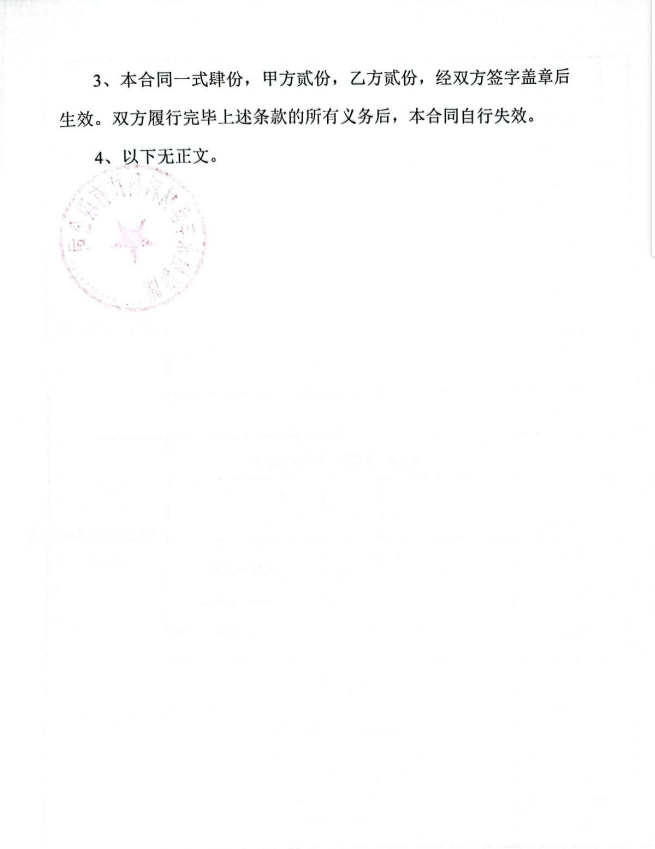 3、本合同一式肆份，甲方贰份，乙方贰份，经双方签字盖章后
生效。双方履行完毕上述条款的所有义务后，本合同自行失效。
4、以下无正文。